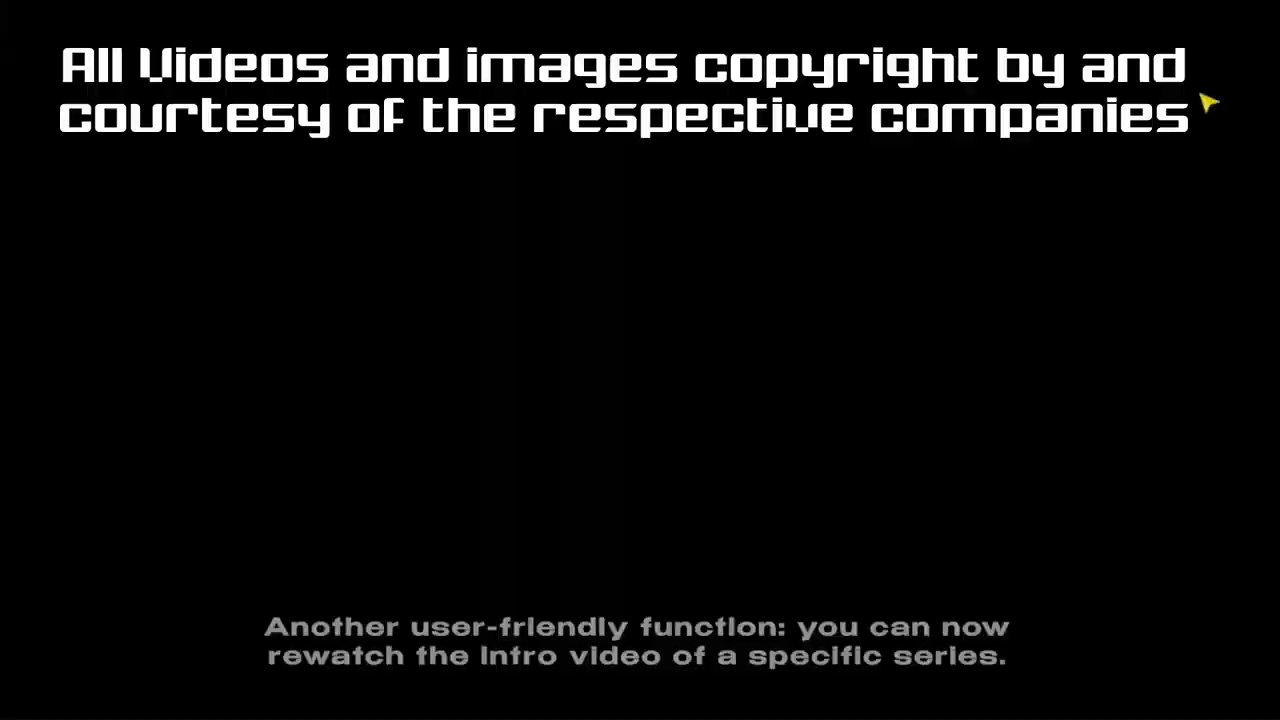 All Videos and images copyright by and
courtesy of the respective companies
Another user-friendly function: you can now
rewatch the intro video of a specific series.